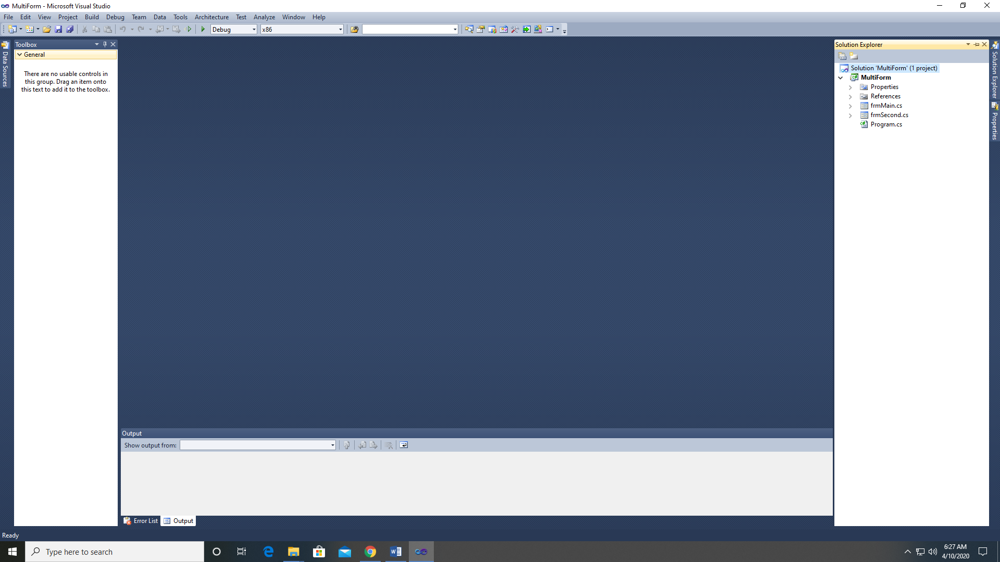 MultiForm - Microsoft Visual Studio
File Edit View Project Build Debug Team Data Tools Architecture Test Analyze Window Help
Debug x86
Data Sources
Toolbox
General
There are no usable controls in
this group. Drag an item onto
this text to add it to the toolbox.
Solution Explorer
Solution 'MultiForm' (1 project)
MultiForm
Properties
References
frmMain.cs
frmSecond.cs
Program.cs
Solution Explorer
Properties
Output
Show output from:
Error List Output
Ready
Type here to search
6:27 AM
4/10/2020